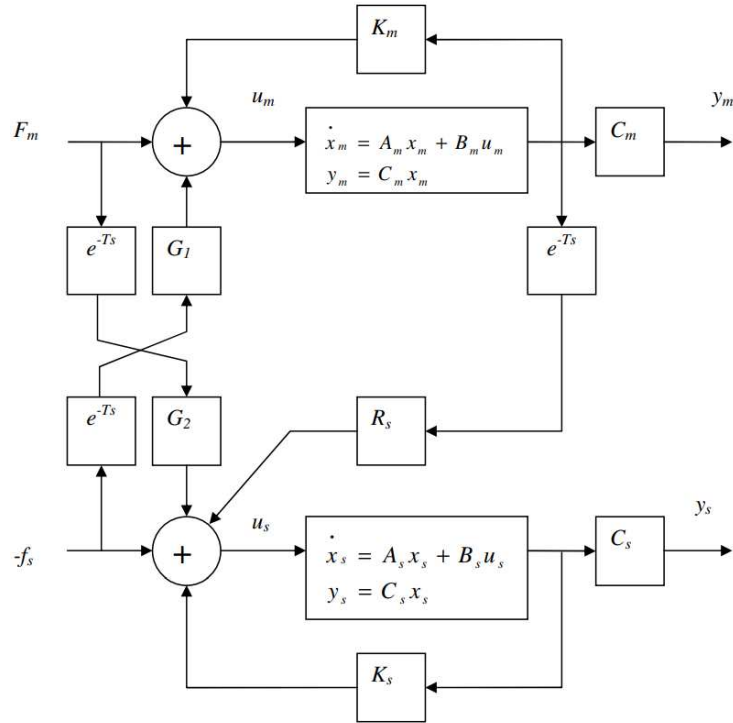 K_m
u_m
y_m
F_m
+
ẋ_m = A_m x_m + B_m u_m
y_m = C_m x_m
C_m
e^{-Ts}
G_1
e^{-Ts}
e^{-Ts}
G_2
R_s
u_s
y_s
-f_s
+
ẋ_s = A_s x_s + B_s u_s
y_s = C_s x_s
C_s
K_s